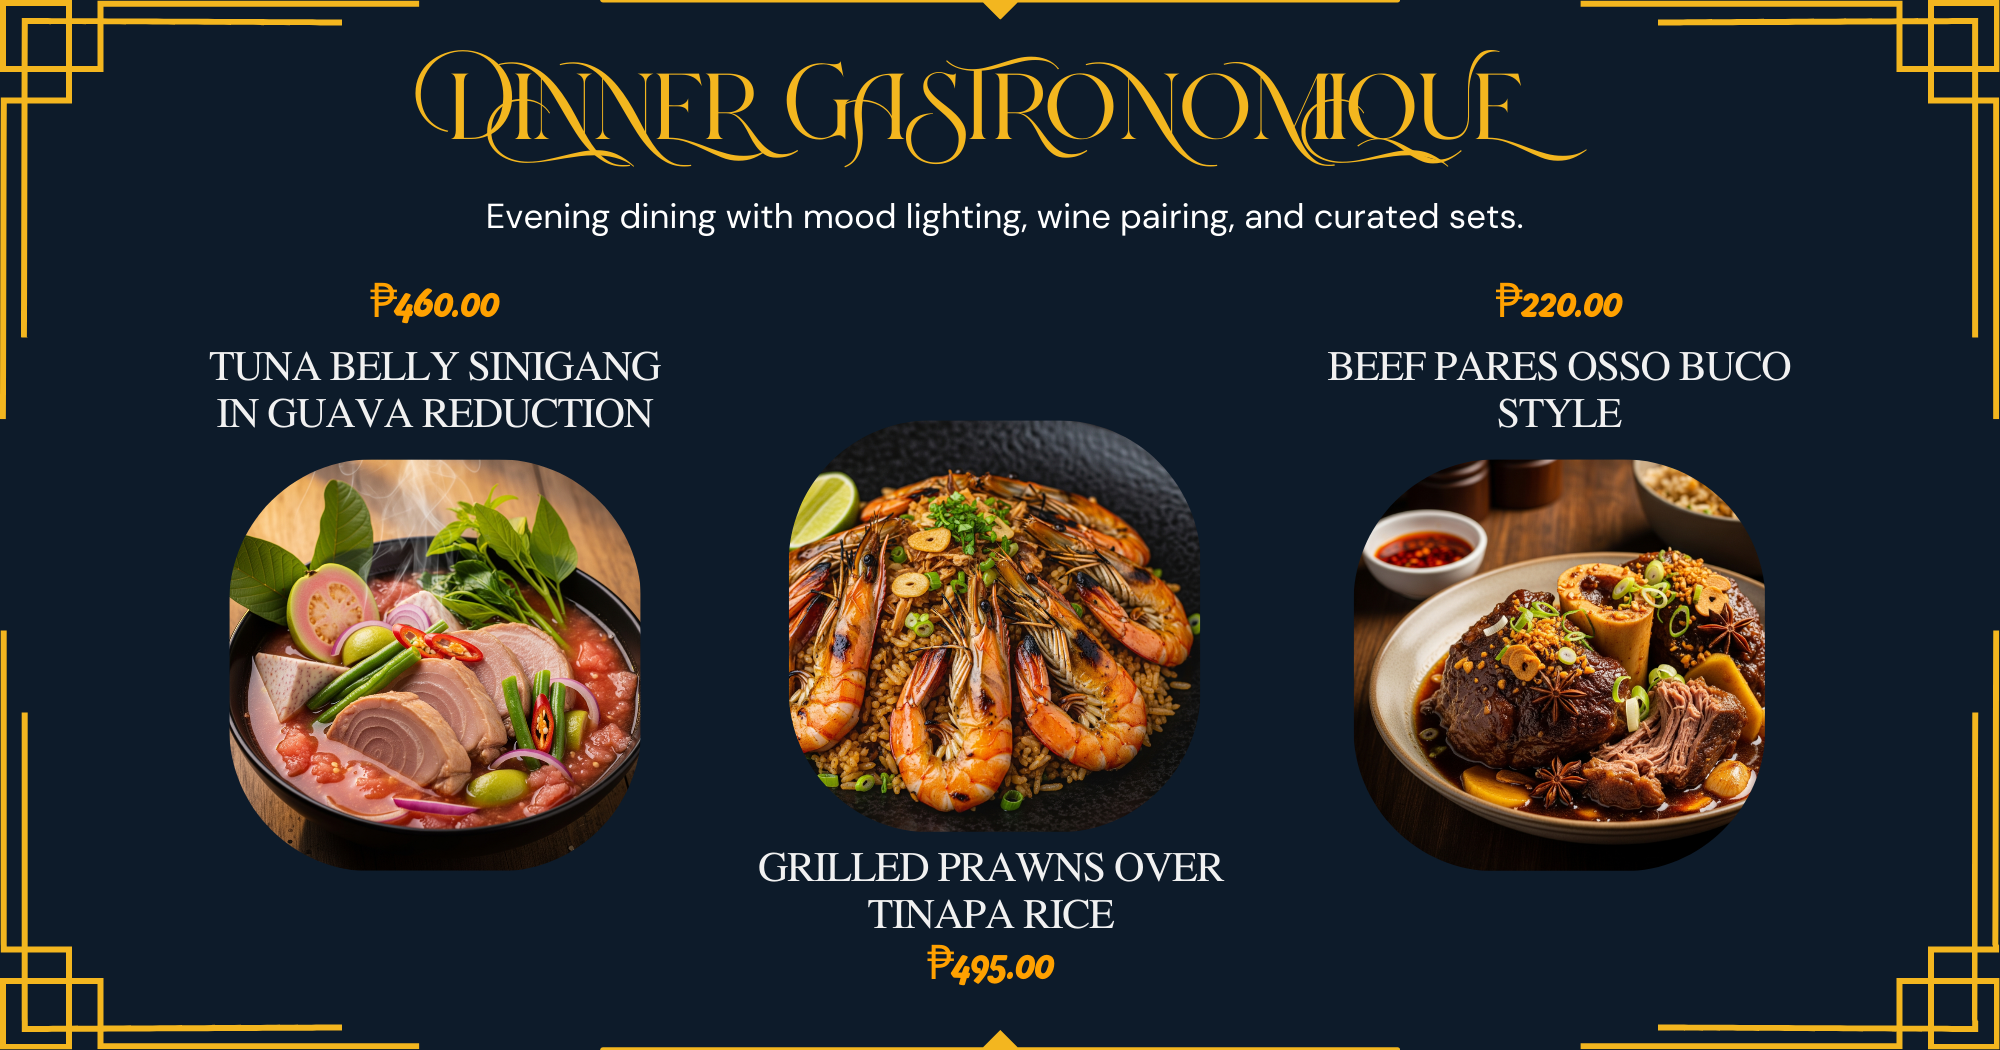 DINNER GASTRONOMIQUE
Evening dining with mood lighting, wine pairing, and curated sets.
₱460.00
TUNA BELLY SINIGANG
IN GUAVA REDUCTION
₱220.00
BEEF PARES OSSO BUCO
STYLE
GRILLED PRAWNS OVER
TINAPA RICE
₱495.00